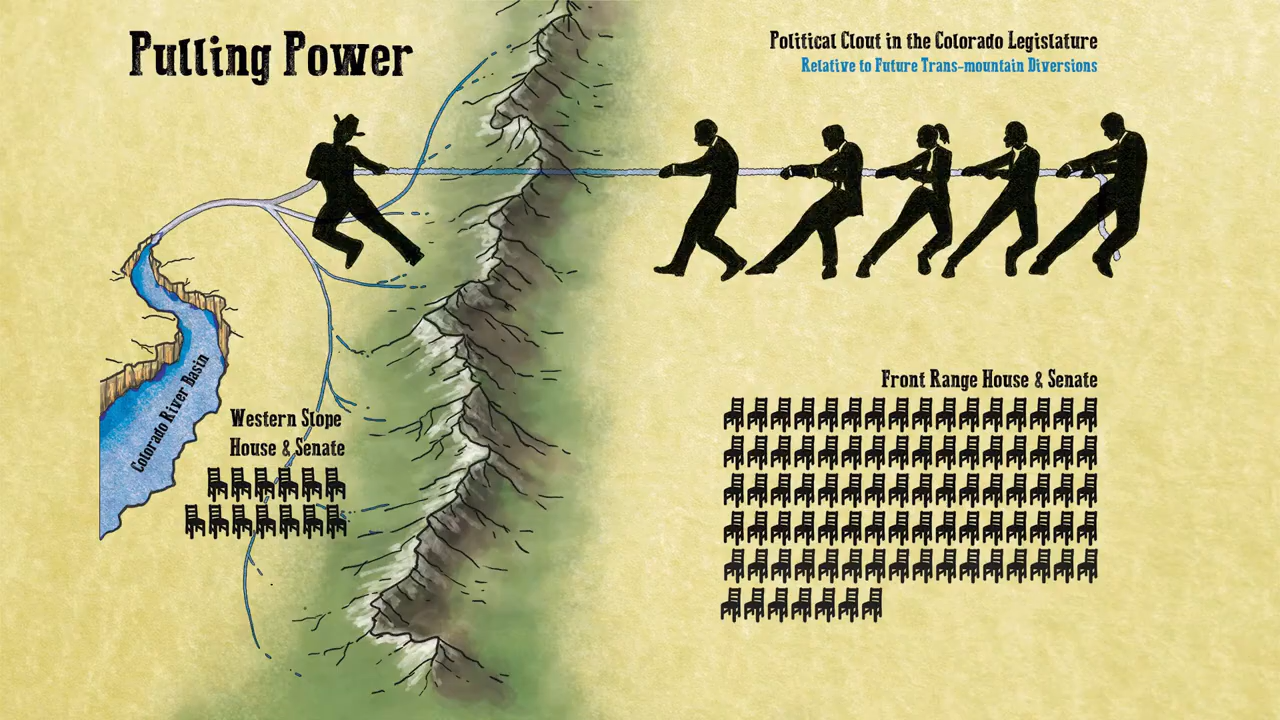 Pulling Power
Political Clout in the Colorado Legislature
Relative to Future Trans-mountain Diversions
Colorado River Basin
Western Slope
House & Senate
Front Range House & Senate